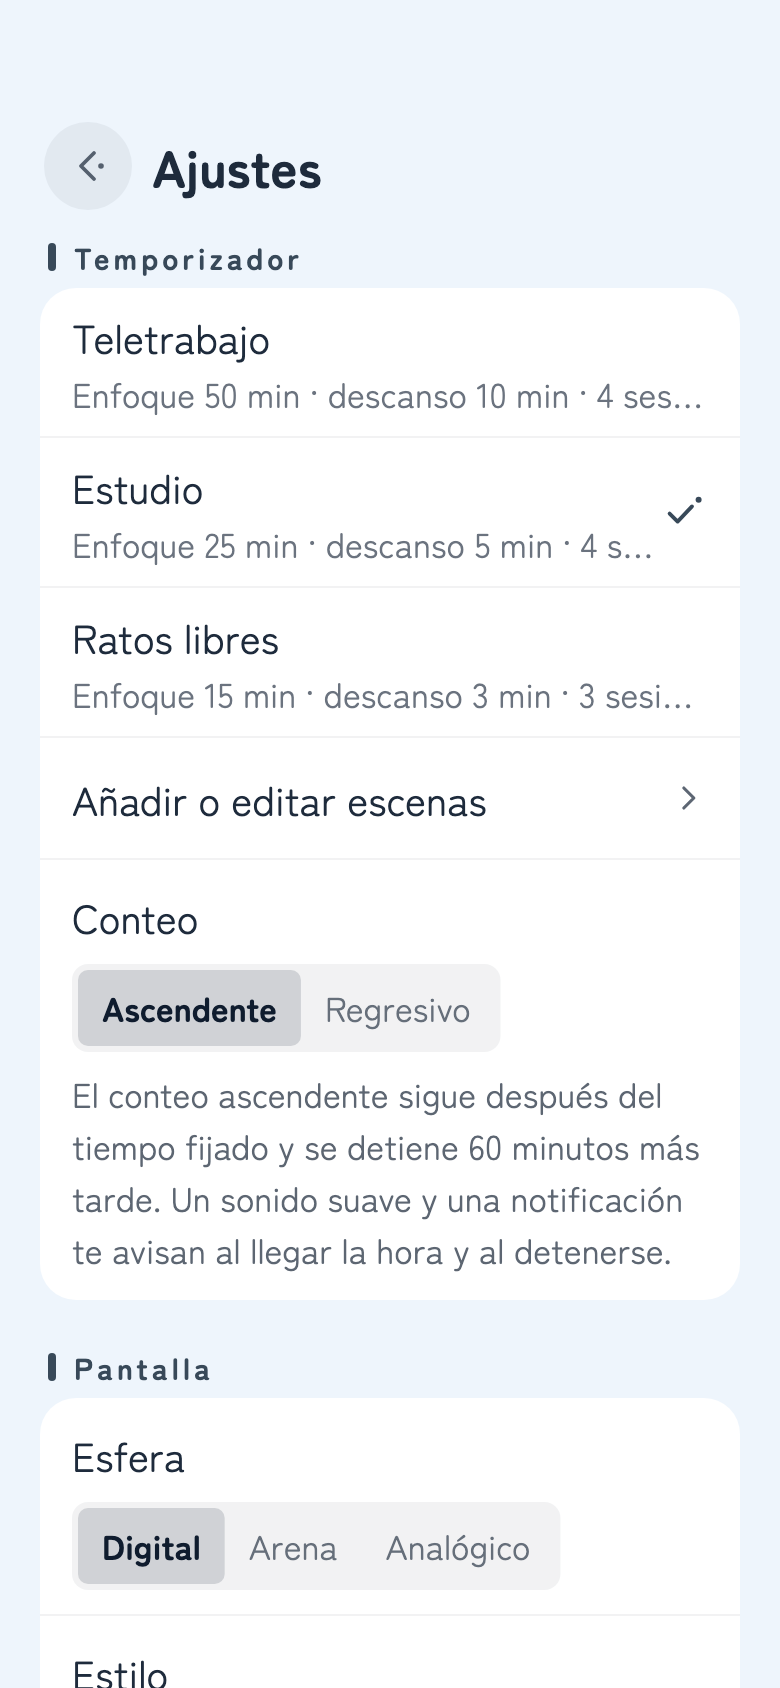 Ajustes
Temporizador
Teletrabajo
Enfoque 50 min · descanso 10 min · 4 ses...
Estudio
Enfoque 25 min · descanso 5 min · 4 s...
Ratos libres
Enfoque 15 min · descanso 3 min · 3 sesi...
Añadir o editar escenas
Conteo
Ascendente Regresivo
El conteo ascendente sigue después del
tiempo fijado y se detiene 60 minutos más
tarde. Un sonido suave y una notificación
te avisan al llegar la hora y al detenerse.
Pantalla
Esfera
Digital Arena Analógico
Estilo